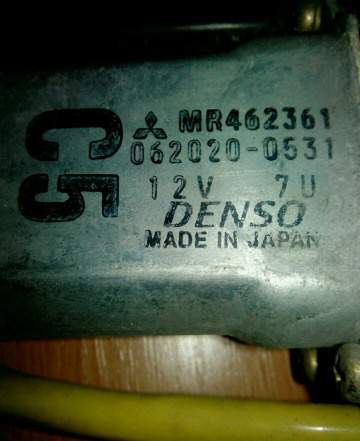 C5
MR462361
062020-0531
12V 7U
DENSO
MADE IN JAPAN